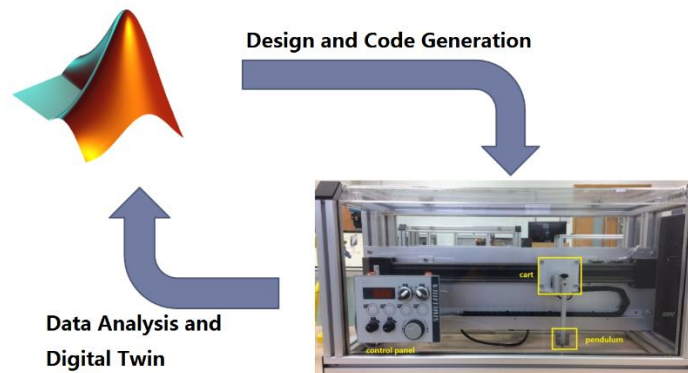 Design and Code Generation
cart
control panel
pendulum
Data Analysis and
Digital Twin